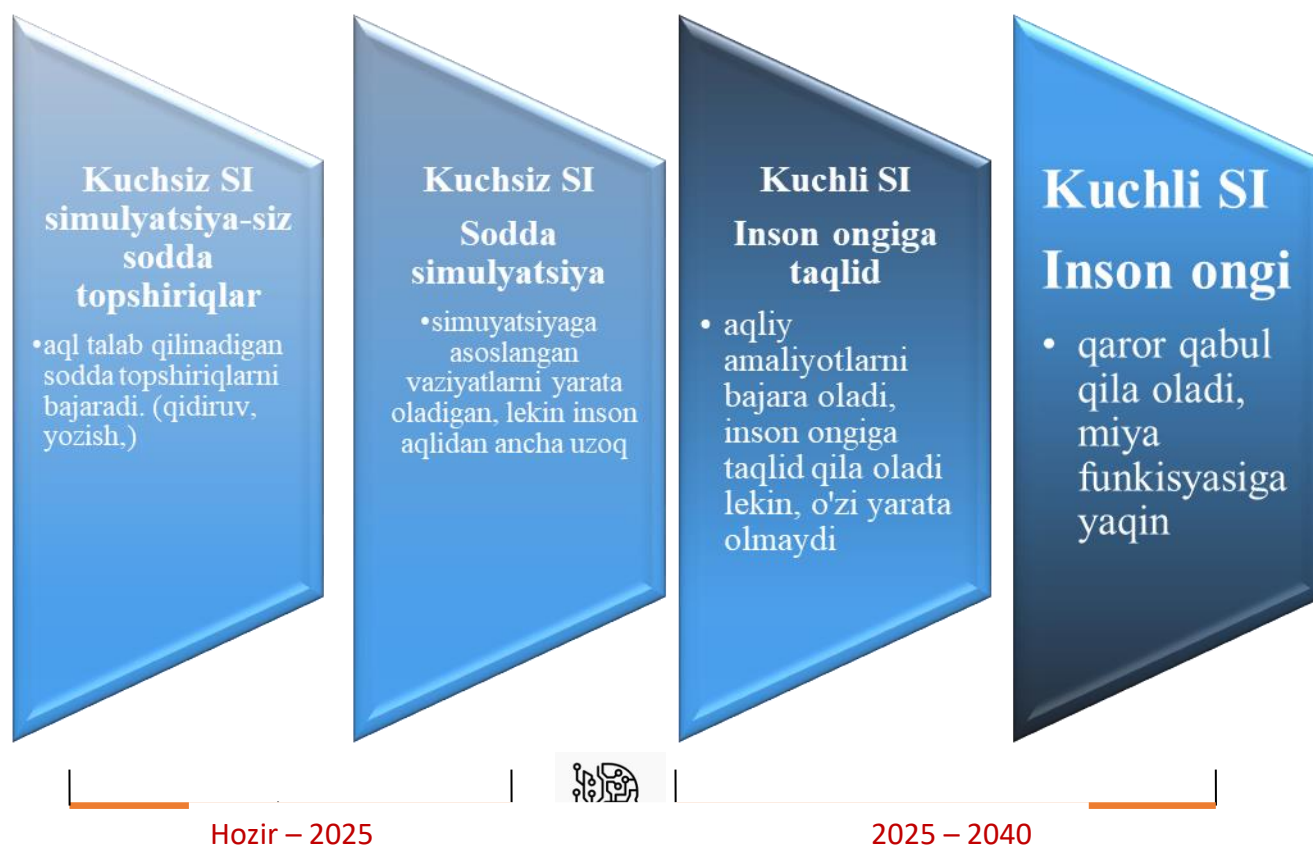 Kuchsiz SI
simulyatsiya-siz
sodda
topshiriqlar
•aql talab qilinadigan
sodda topshiriqlarni
bajaradi. (qidiruv,
yozish,)
Kuchsiz SI
Sodda
simulyatsiya
•simuyatsiyaga
asoslangan
vaziyatlarni yarata
oladigan, lekin inson
aqlidan ancha uzoq
Kuchli SI
Inson ongiga
taqlid
• aqliy
amaliyotlarni
bajara oladi,
inson ongiga
taqlid qila oladi
lekin, o'zi yarata
olmaydi
Kuchli SI
Inson ongi
• qaror qabul
qila oladi,
miya
funkisyasiga
yaqin
Hozir – 2025
2025 – 2040